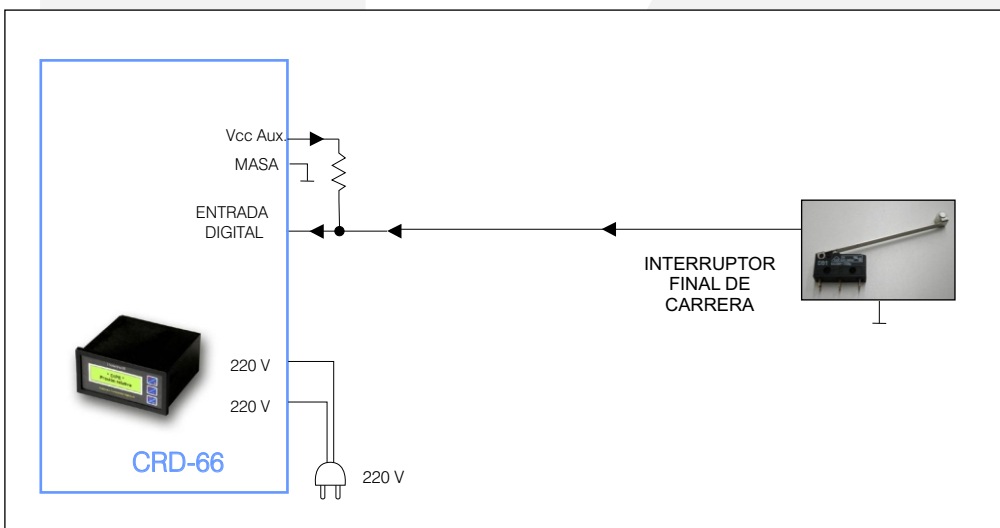 Vcc Aux.
MASA
ENTRADA
DIGITAL
INTERRUPTOR
FINAL DE
CARRERA
220 V
220 V
CRD-66
220 V